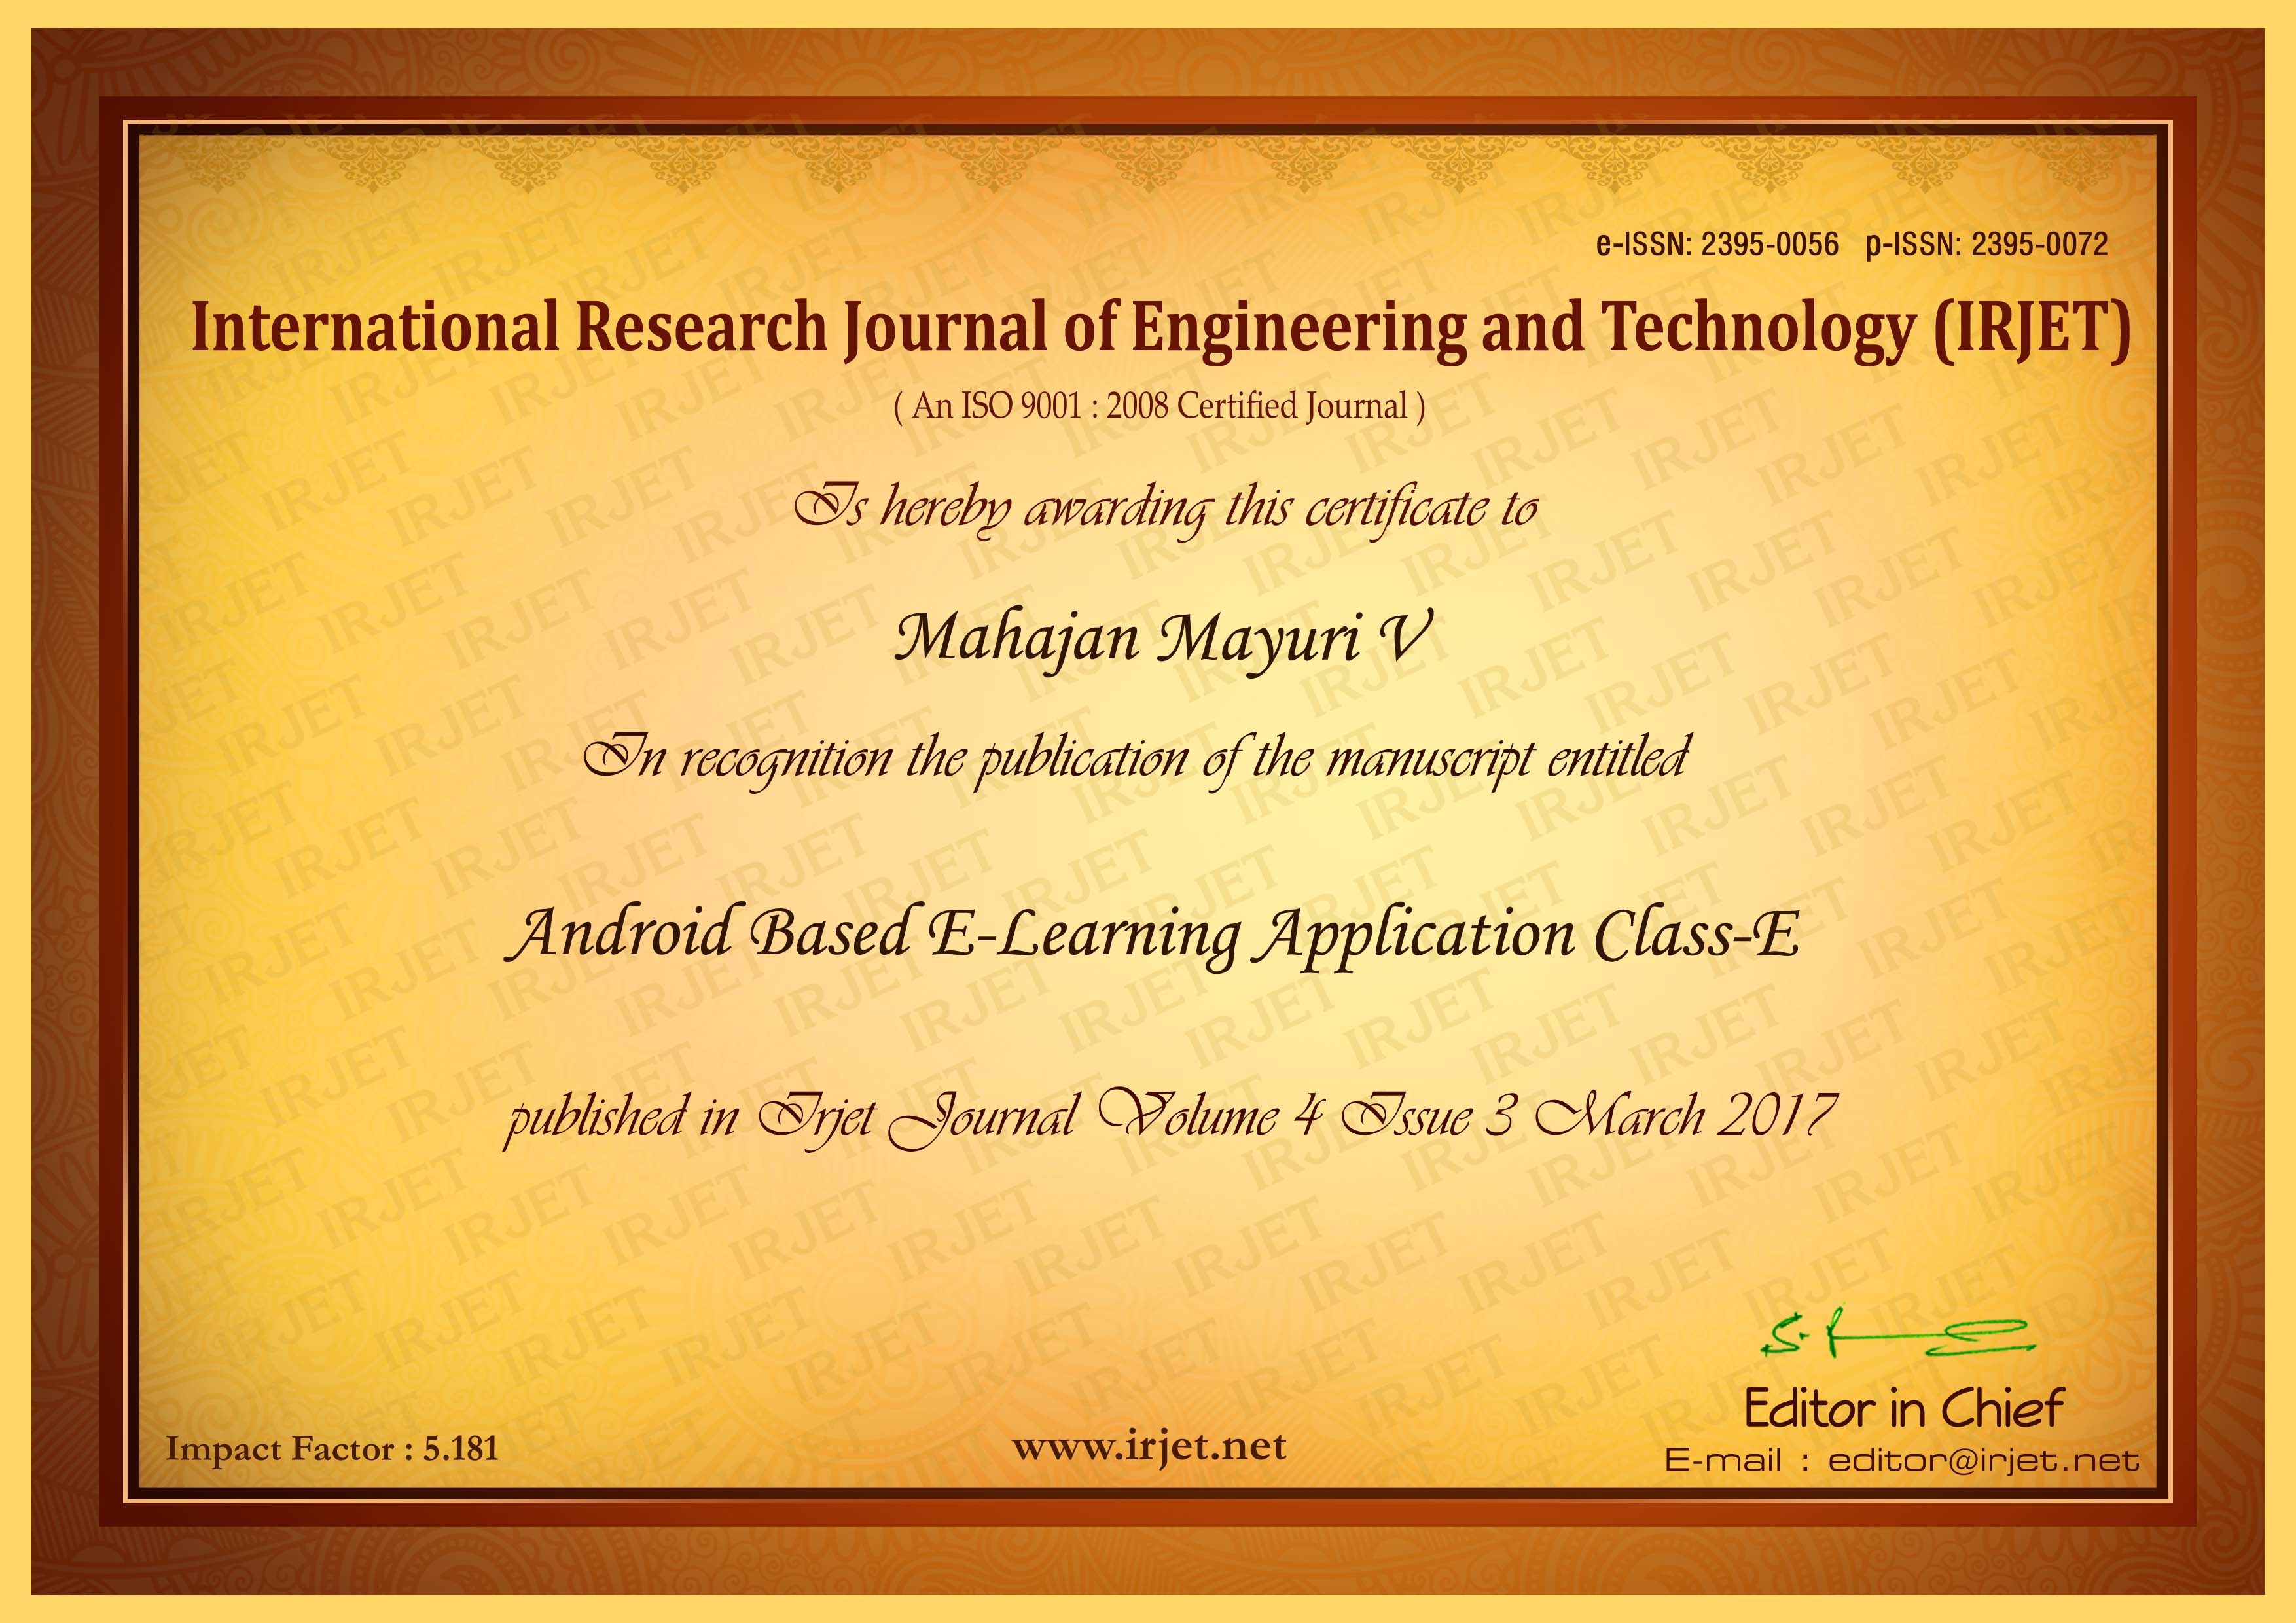 e-ISSN: 2395-0056 p-ISSN: 2395-0072
International Research Journal of Engineering and Technology (IRJET)
( An ISO 9001 : 2008 Certified Journal )
Is hereby awarding this certificate to
Mahajan Mayuri V
In recognition the publication of the manuscript entitled
Android Based E-Learning Application Class-E
published in Irjet Journal Volume 4 Issue 3 March 2017
Editor in Chief
Impact Factor : 5.181
www.irjet.net
E-mail : editor@irjet.net